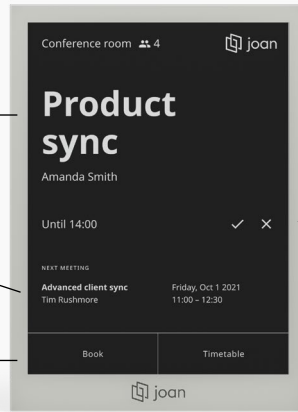 Conference room 4
joan
Product
sync
Amanda Smith
Until 14:00
NEXT MEETING
Advanced client sync
Tim Rushmore
Friday, Oct 1 2021
11:00 – 12:30
Book
Timetable
joan